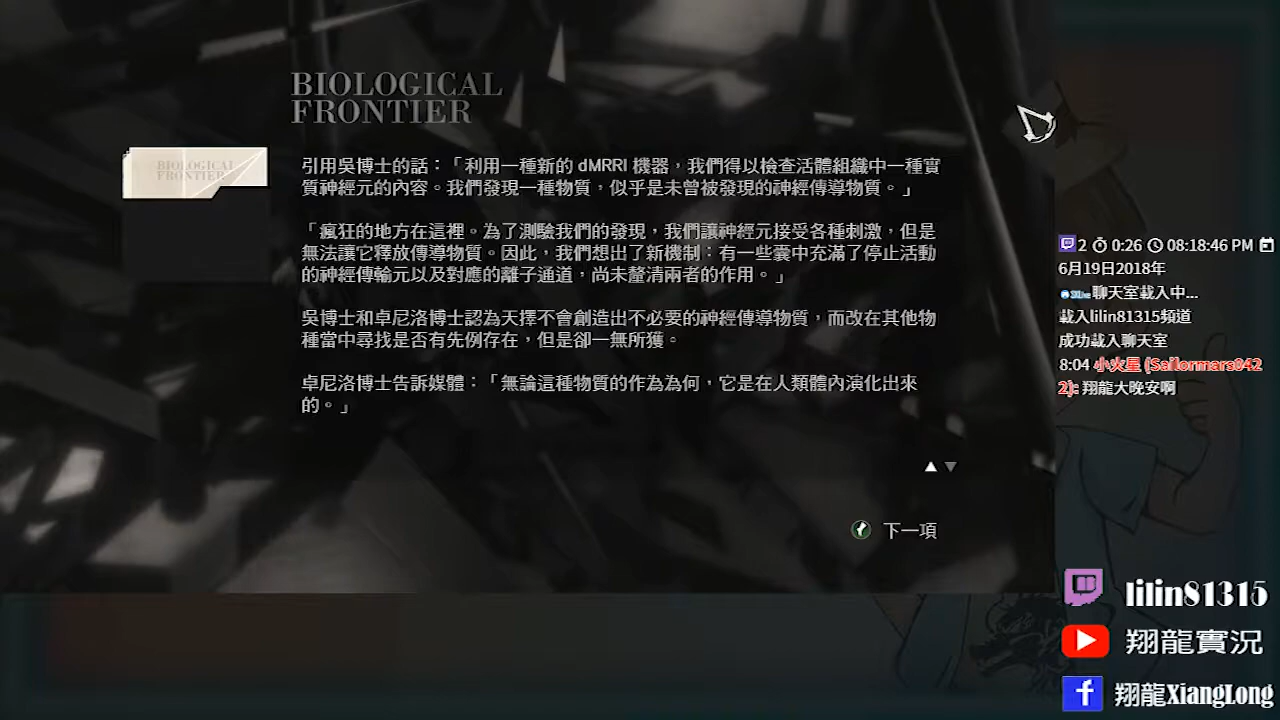 BIOLOGICAL
FRONTIER
BIOLOGICAL
FRONTIER
引用吳博士的話：「利用一種新的 dMRRI 機器，我們得以檢查活體組織中一種實
質神經元的內容。我們發現一種物質，似乎是未曾被發現的神經傳導物質。」
「瘋狂的地方在這裡。為了測驗我們的發現，我們讓神經元接受各種刺激，但是
無法讓它釋放傳導物質。因此，我們想出了新機制：有一些囊中充滿了停止活動
的神經傳輸元以及對應的離子通道，尚未釐清兩者的作用。」
吳博士和卓尼洛博士認為天擇不會創造出不必要的神經傳導物質，而改在其他物
種當中尋找是否有先例存在，但是卻一無所獲。
卓尼洛博士告訴媒體：「無論這種物質的作為為何，它是在人類體內演化出來
的。」
下一項
2 0:26 08:18:46 PM
6月19日2018年
聊天室載入中...
載入lilin81315頻道
成功載入聊天室
8:04 小火星 (Sailormars042
2): 翔龍大晚安啊
lilin81315
翔龍實況
翔龍XiangLong